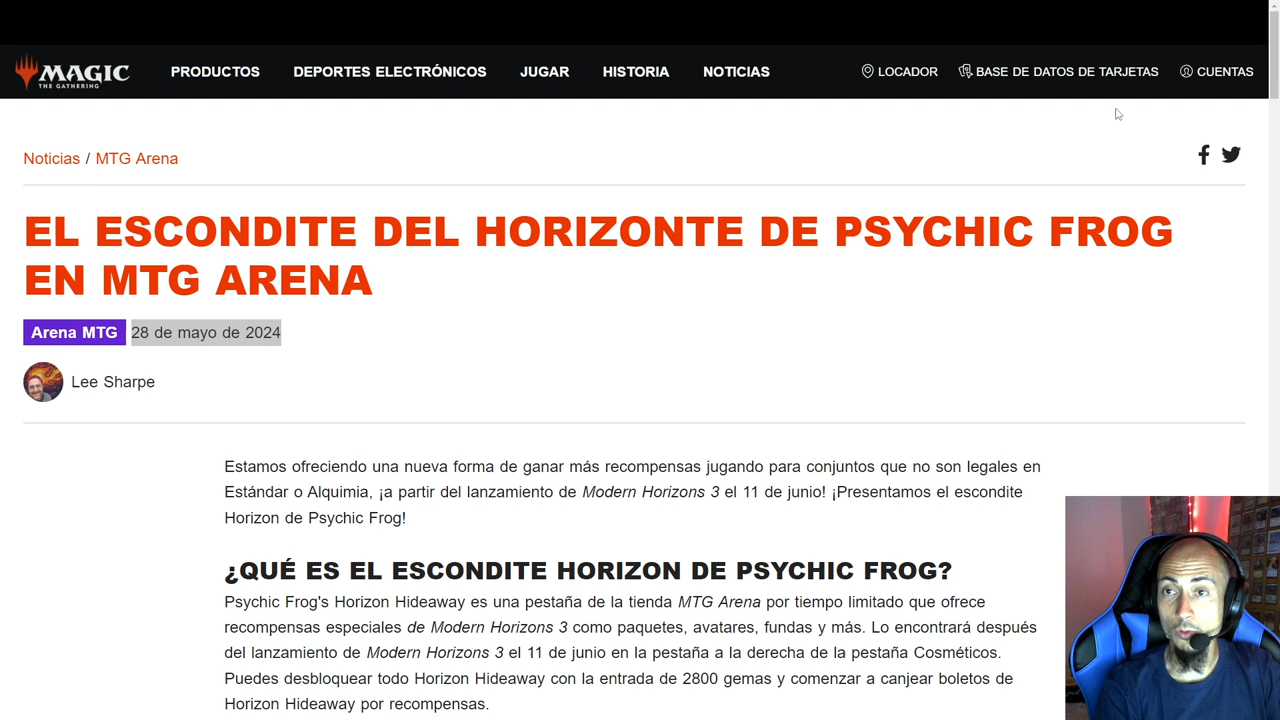 MAGIC
THE GATHERING
PRODUCTOS
DEPORTES ELECTRÓNICOS
JUGAR
HISTORIA
NOTICIAS
LOCADOR
BASE DE DATOS DE TARJETAS
CUENTAS
Noticias / MTG Arena
EL ESCONDITE DEL HORIZONTE DE PSYCHIC FROG
EN MTG ARENA
Arena MTG 28 de mayo de 2024
Lee Sharpe
Estamos ofreciendo una nueva forma de ganar más recompensas jugando para conjuntos que no son legales en
Estándar o Alquimia, ¡a partir del lanzamiento de Modern Horizons 3 el 11 de junio! ¡Presentamos el escondite
Horizon de Psychic Frog!
¿QUÉ ES EL ESCONDITE HORIZON DE PSYCHIC FROG?
Psychic Frog's Horizon Hideaway es una pestaña de la tienda MTG Arena por tiempo limitado que ofrece
recompensas especiales de Modern Horizons 3 como paquetes, avatares, fundas y más. Lo encontrará después
del lanzamiento de Modern Horizons 3 el 11 de junio en la pestaña a la derecha de la pestaña Cosméticos.
Puedes desbloquear todo Horizon Hideaway con la entrada de 2800 gemas y comenzar a canjear boletos de
Horizon Hideaway por recompensas.